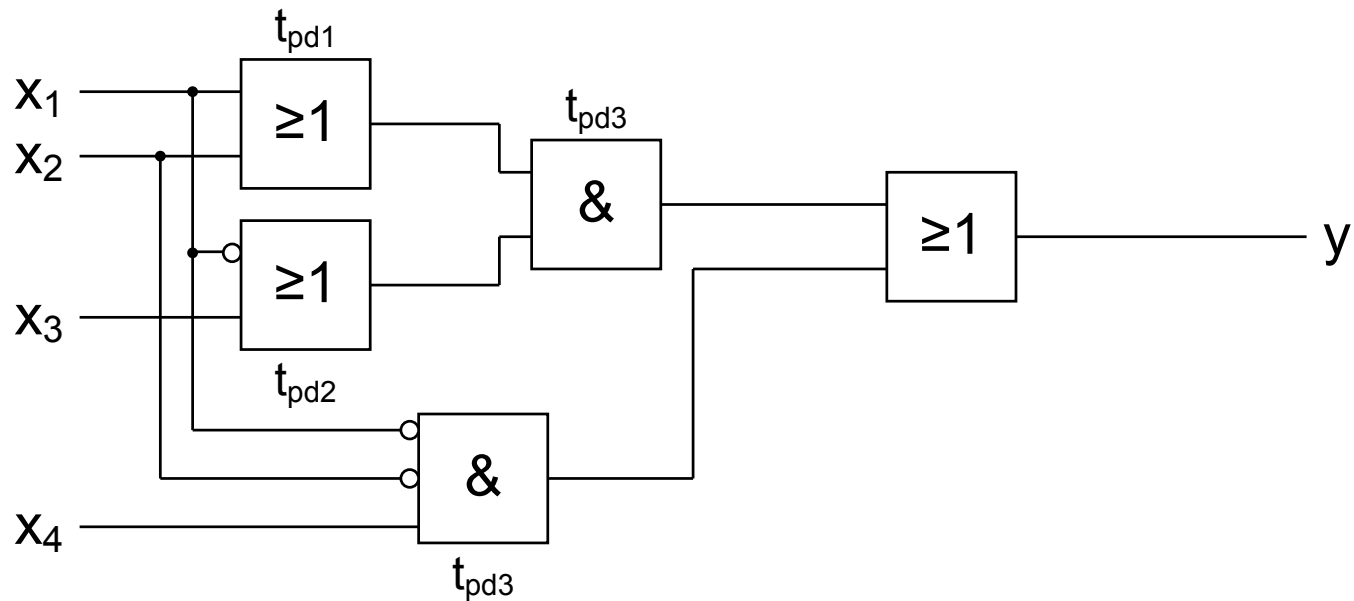 t_pd1
x_1
≥1
t_pd3
x_2
&
≥1
y
≥1
x_3
t_pd2
&
x_4
t_pd3